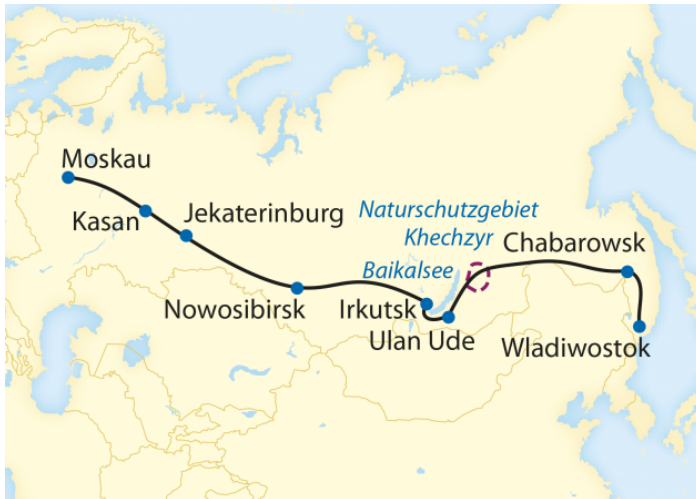 Moskau
Kasan
Jekaterinburg
Naturschutzgebiet
Khechzyr
Chabarowsk
Baikalsee
Nowosibirsk
Irkutsk
Ulan Ude
Wladiwostok